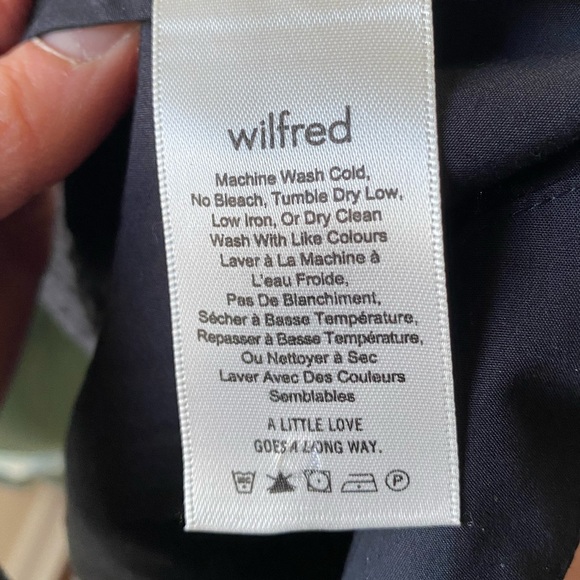 wilfred
Machine Wash Cold,
No Bleach, Tumble Dry Low,
Low Iron, Or Dry Clean
Wash With Like Colours
Laver à La Machine à
L'eau Froide,
Pas De Blanchiment,
Sécher à Basse Température,
Repasser à Basse Température,
Ou Nettoyer à Sec
Laver Avec Des Couleurs
Semblables
A LITTLE LOVE
GOES A LONG WAY.
P